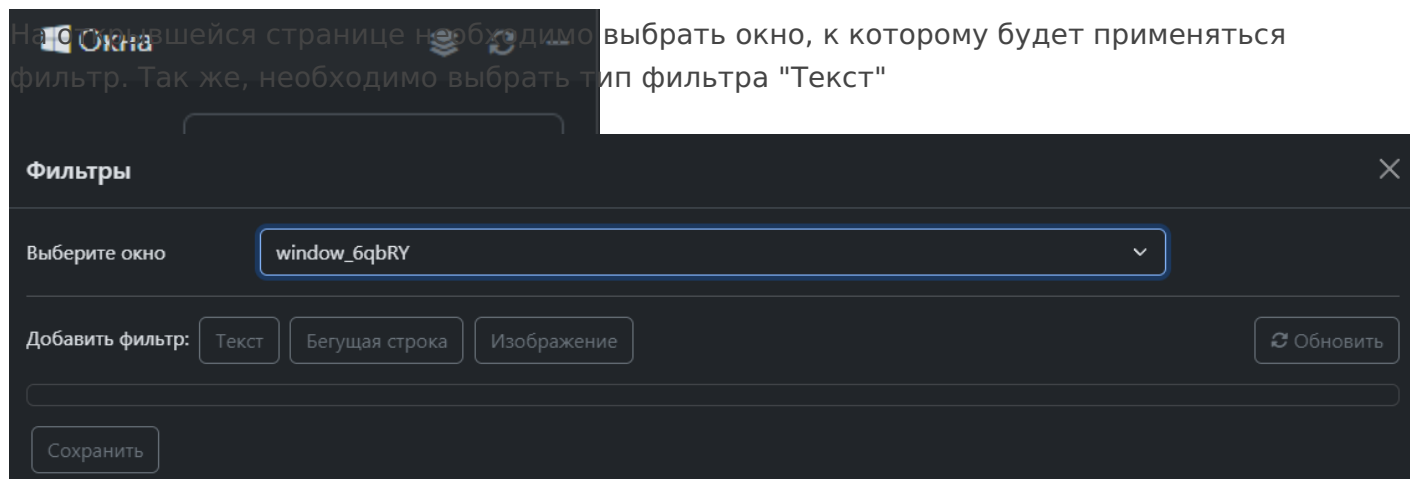 На открывшейся странице необходимо выбрать окно, к которому будет применяться
фильтр. Так же, необходимо выбрать тип фильтра "Текст"
Окна
Фильтры
Выберите окно window_6qbRY
Добавить фильтр: Текст Бегущая строка Изображение Обновить
Сохранить